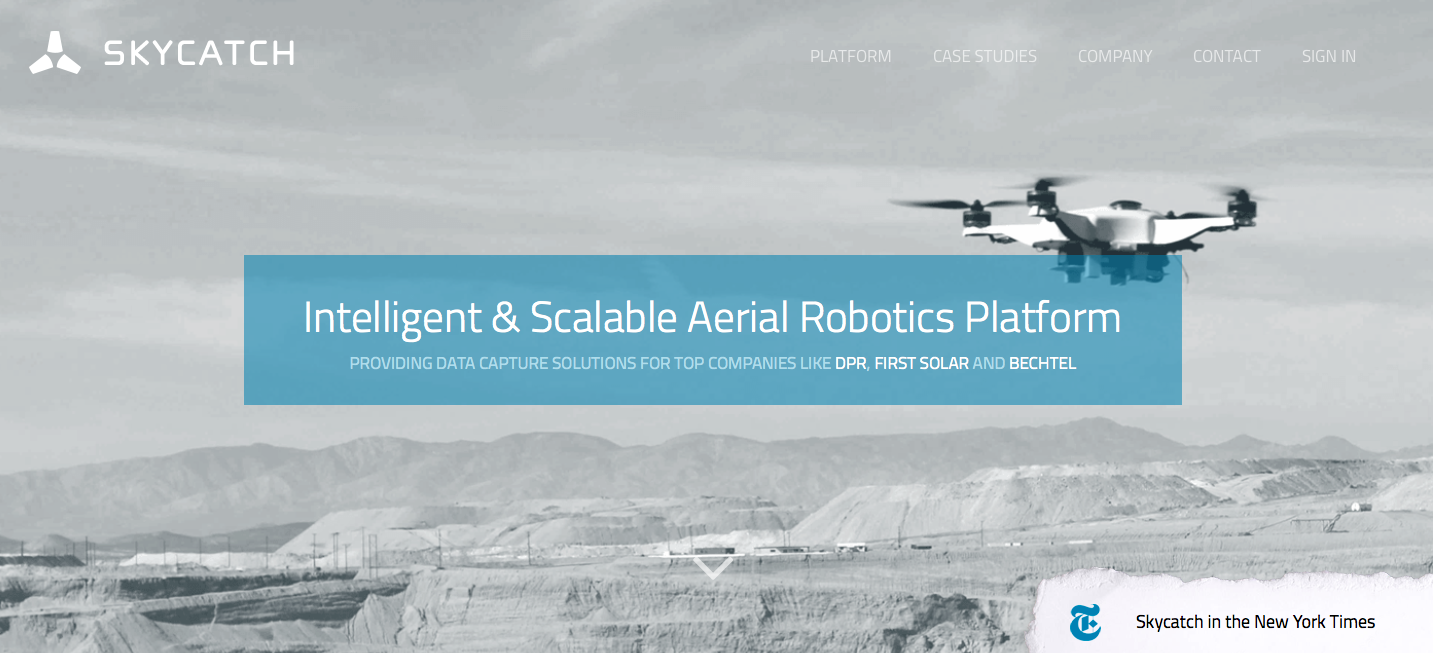 SKYCATCH
PLATFORM CASE STUDIES COMPANY CONTACT SIGN IN
Intelligent & Scalable Aerial Robotics Platform
PROVIDING DATA CAPTURE SOLUTIONS FOR TOP COMPANIES LIKE DPR, FIRST SOLAR AND BECHTEL
Skycatch in the New York Times